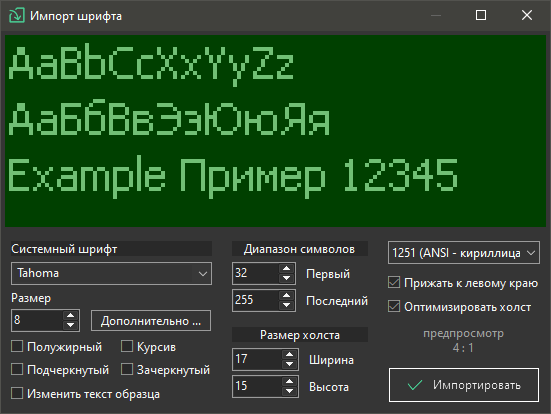 Импорт шрифта
AaBbCcXxYyZz
АаБбВвЭэЮюЯя
Example Пример 12345
Системный шрифт
Tahoma
Размер
8
Дополнительно ...
Полужирный
Курсив
Подчеркнутый
Зачеркнутый
Изменить текст образца
Диапазон символов
32
Первый
255
Последний
Размер холста
17
Ширина
15
Высота
1251 (ANSI - кириллица
Прижать к левому краю
Оптимизировать холст
предпросмотр
4 : 1
Импортировать